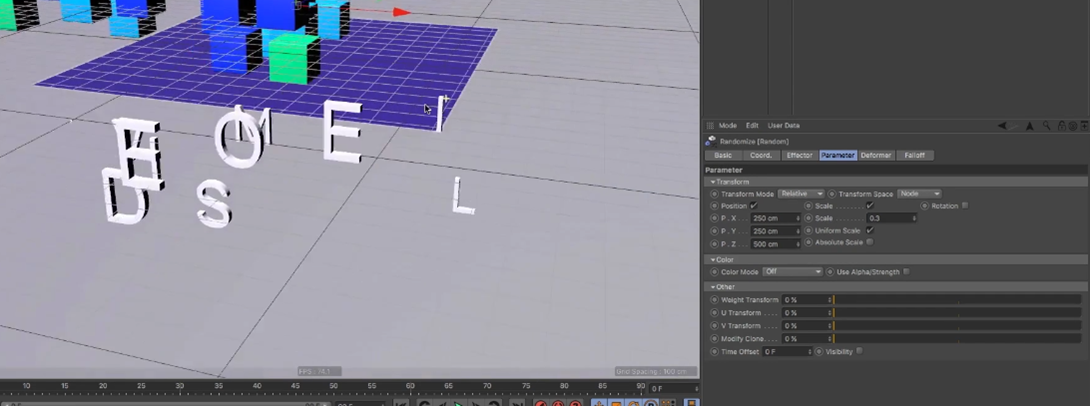 Mode Edit User Data
Randomize [Random]
Basic Coord. Effector Parameter Deformer Falloff
Parameter
Transform
Transform Mode Relative Transform Space Node
Position Scale Rotation
P . X 250 cm Scale 0.3
P . Y 250 cm Uniform Scale
P . Z 500 cm Absolute Scale
Color
Color Mode Off Use Alpha/Strength
Other
Weight Transform 0 %
U Transform 0 %
V Transform 0 %
Modify Clone 0 %
Time Offset 0 F Visibility
M O E I
E
D S L
FPS : 74.1 Grid Spacing : 100 cm
10 15 20 25 30 35 40 45 50 55 60 65 70 75 80 85 90 0 F